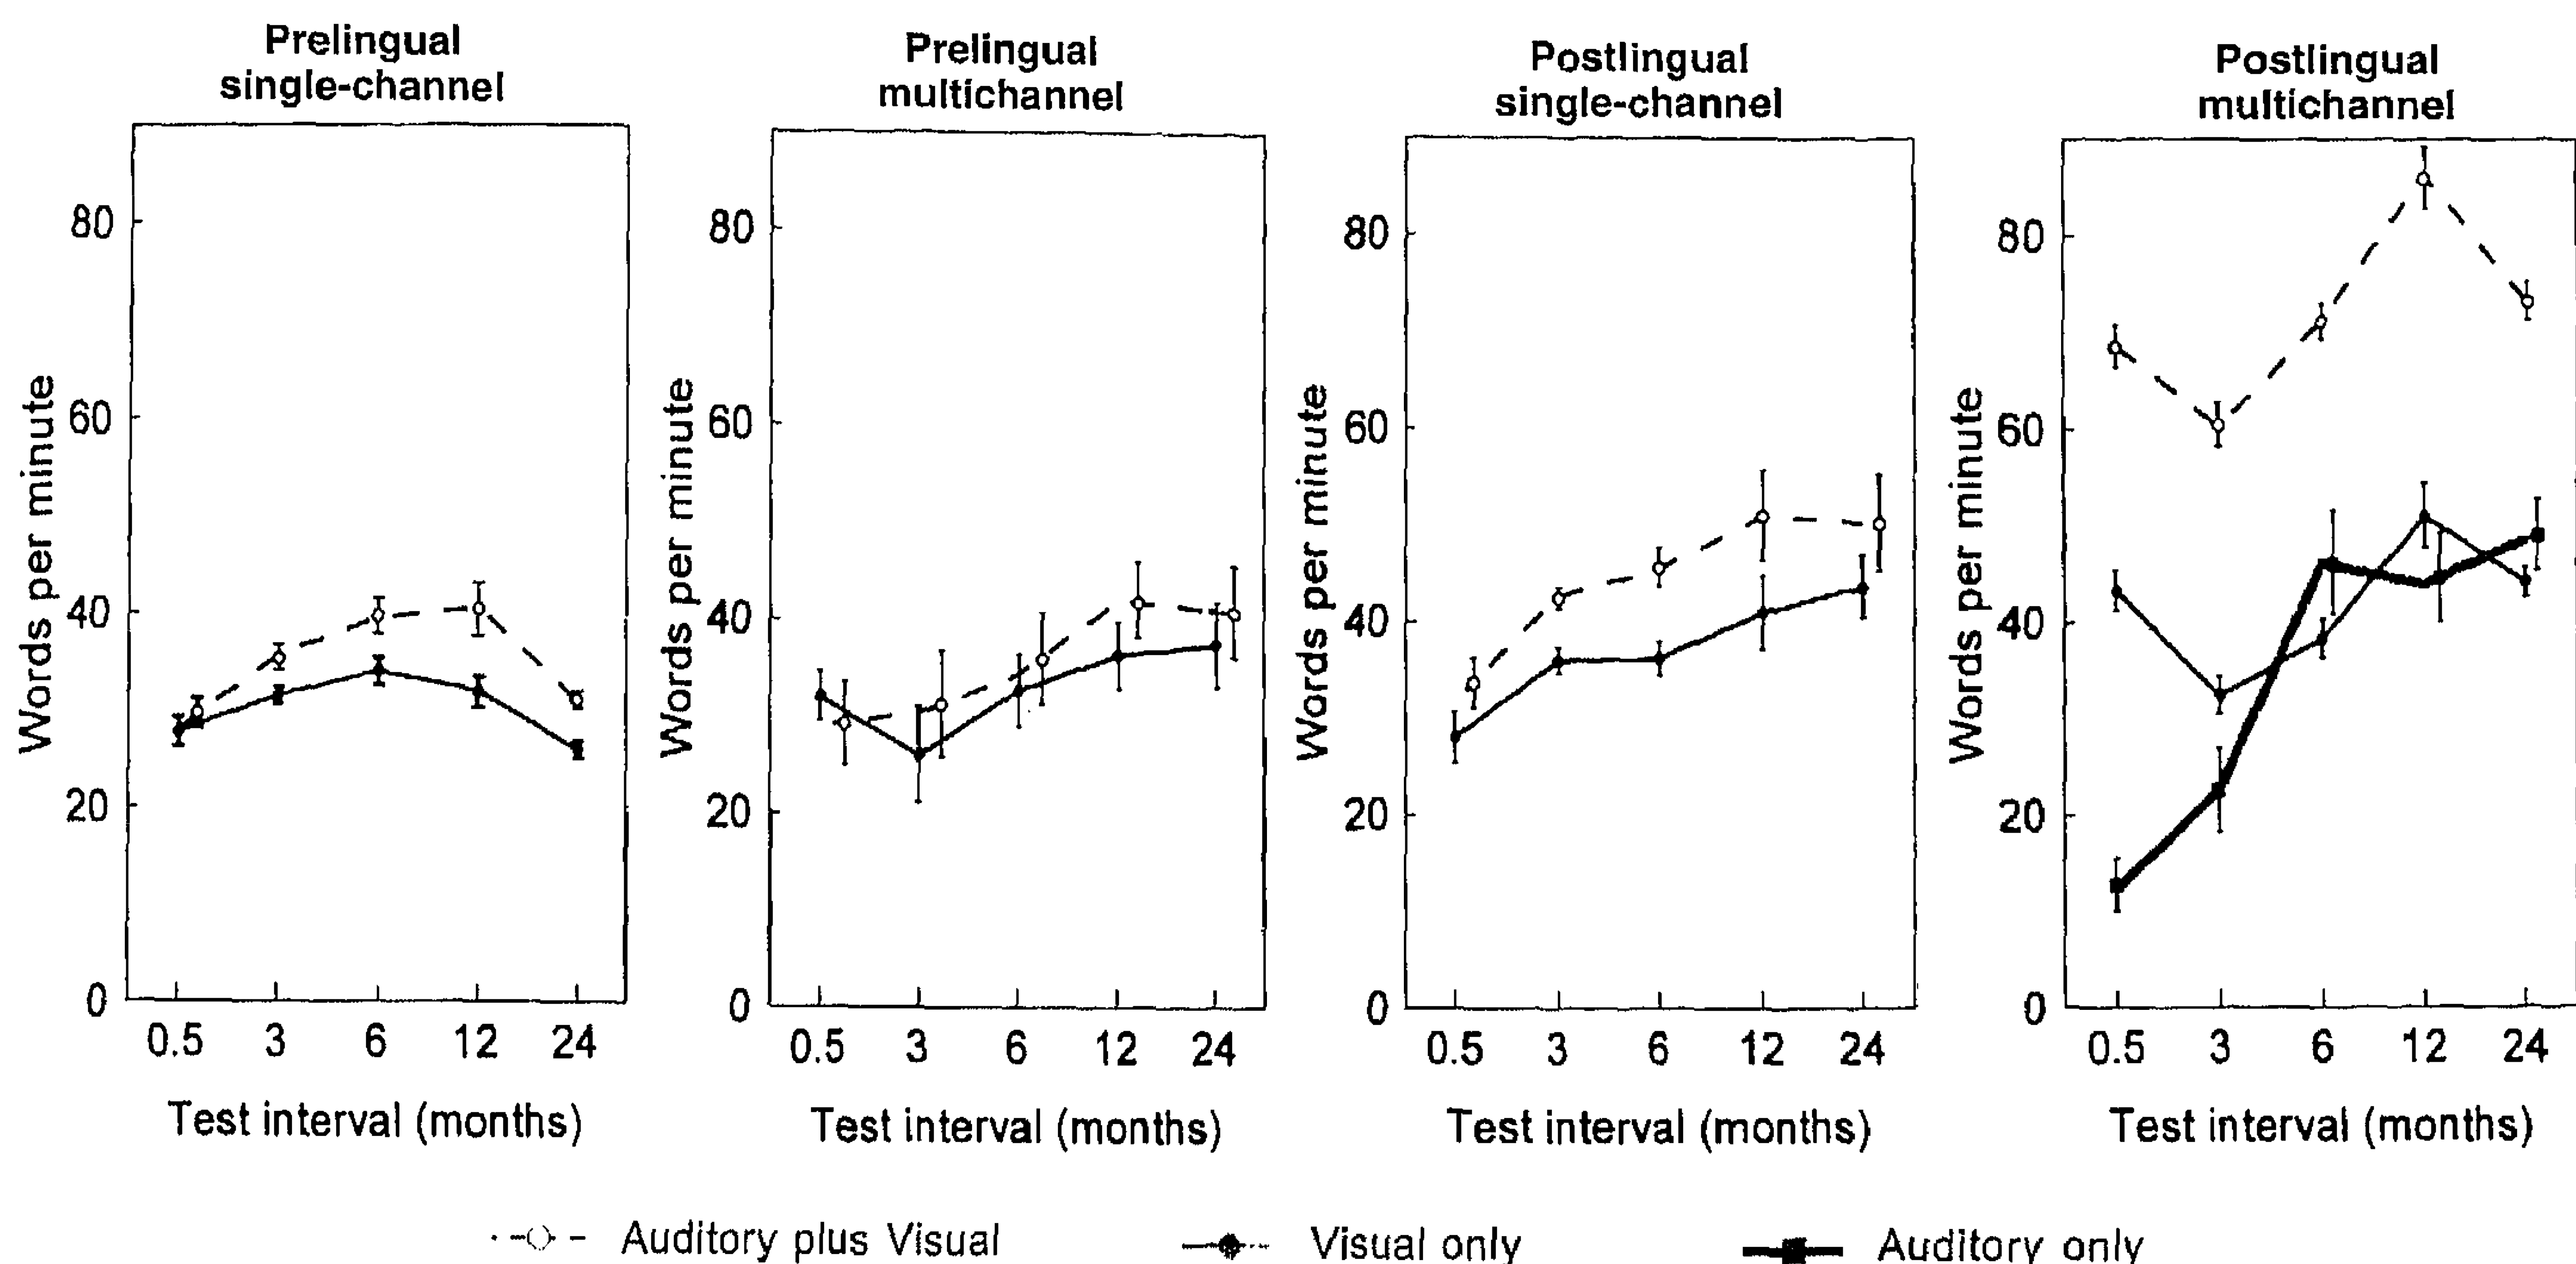 Prelingual
single-channel
Words per minute
80
60
40
20
0
0.5 3 6 12 24
Test interval (months)
Prelingual
multichannel
Words per minute
80
60
40
20
0
0.5 3 6 12 24
Test interval (months)
Postlingual
single-channel
Words per minute
80
60
40
20
0
0.5 3 6 12 24
Test interval (months)
Postlingual
multichannel
Words per minute
80
60
40
20
0
0.5 3 6 12 24
Test interval (months)
Auditory plus Visual
Visual only
Auditory only